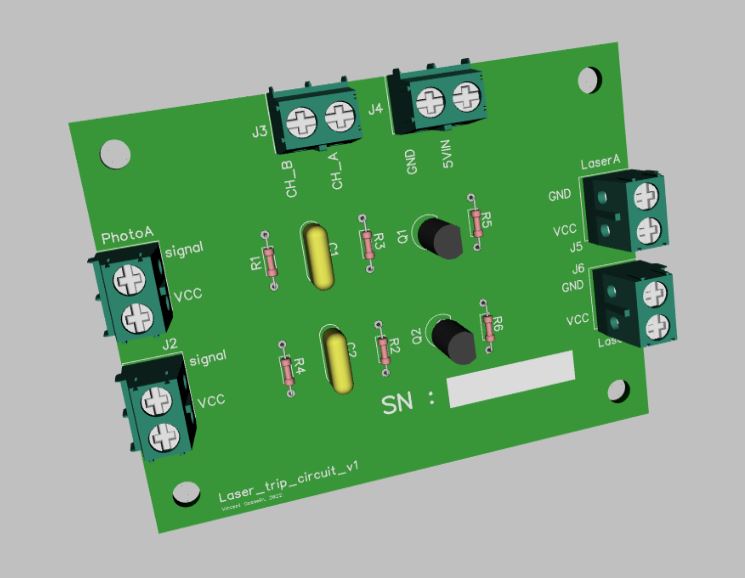 J3
J4
CH_B
CH_A
GND
5VIN
LaserA
GND
VCC
J5
J6
GND
VCC
PhotoA
signal
VCC
J2
signal
VCC
R1
C1
R3
Q1
R5
R4
C2
R2
Q2
R6
SN :
Laser_trip_circuit_v1
2022